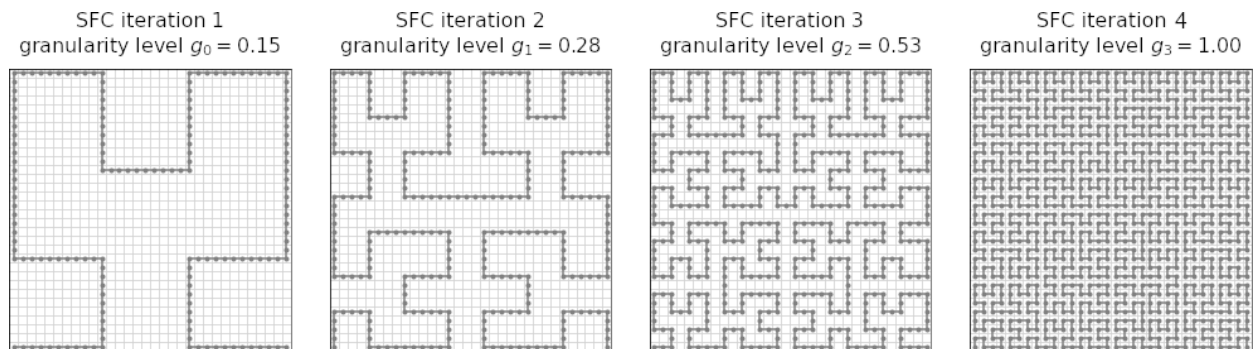 SFC iteration 1
granularity level g₀ = 0.15
SFC iteration 2
granularity level g₁ = 0.28
SFC iteration 3
granularity level g₂ = 0.53
SFC iteration 4
granularity level g₃ = 1.00